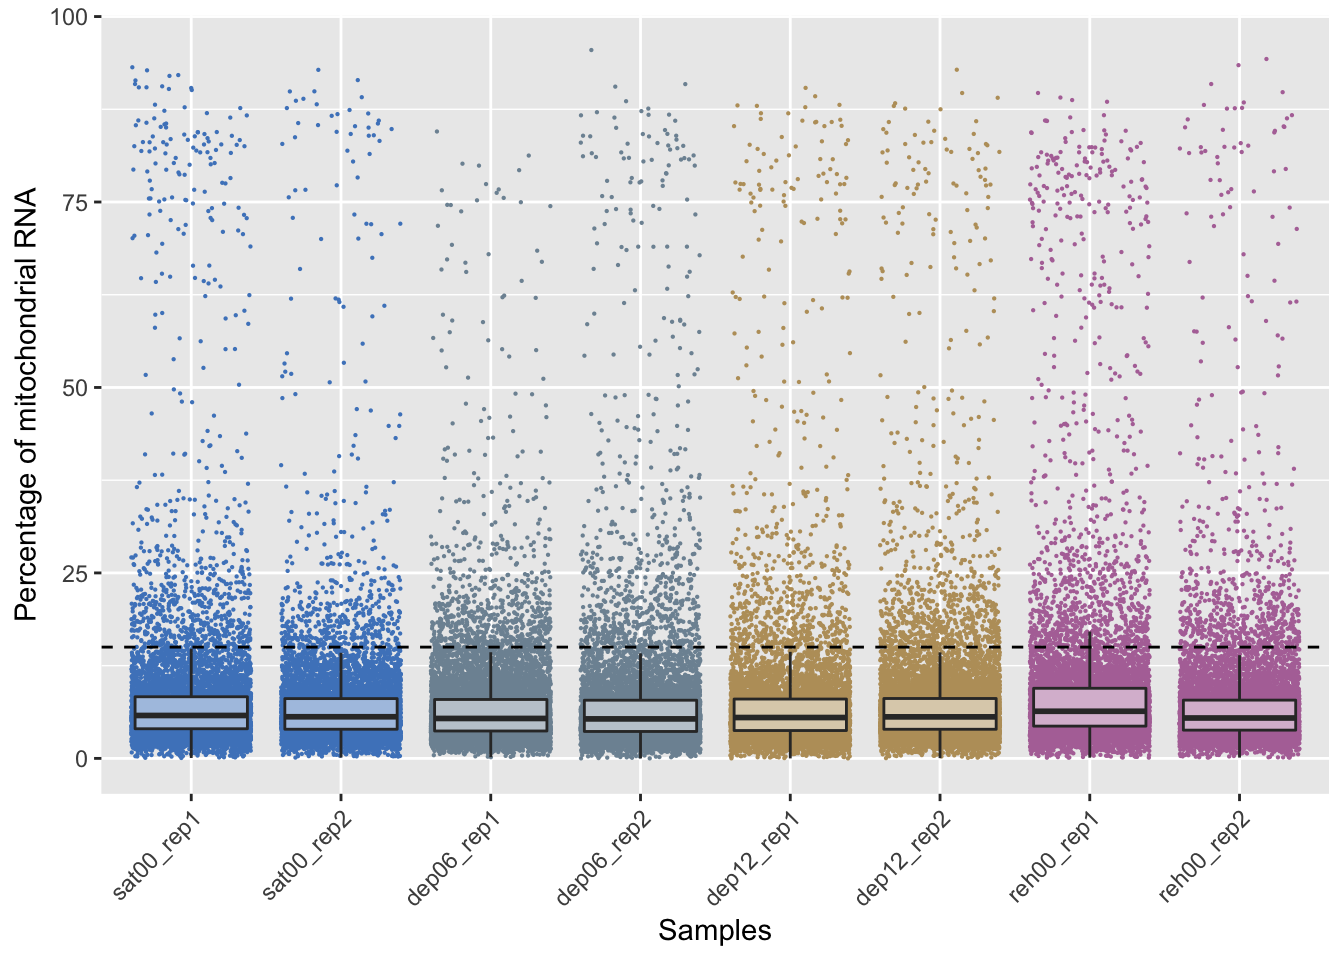 Percentage of mitochondrial RNA
100
75
50
25
0
sat00_rep1
sat00_rep2
dep06_rep1
dep06_rep2
dep12_rep1
dep12_rep2
reh00_rep1
reh00_rep2
Samples